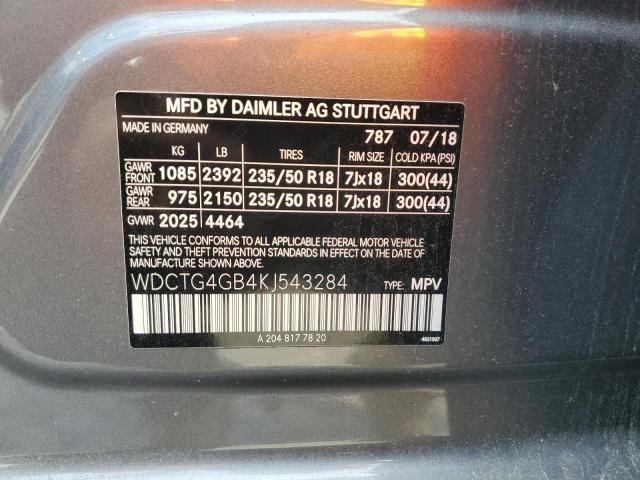 MFD BY DAIMLER AG STUTTGART
MADE IN GERMANY 787 07/18
KG LB TIRES RIM SIZE COLD KPA (PSI)
GAWR FRONT 1085 2392 235/50 R18 7Jx18 300(44)
GAWR REAR 975 2150 235/50 R18 7Jx18 300(44)
GVWR 2025 4464
THIS VEHICLE CONFORMS TO ALL APPLICABLE FEDERAL MOTOR VEHICLE
SAFETY AND THEFT PREVENTION STANDARDS IN EFFECT ON THE DATE OF
MANUFACTURE SHOWN ABOVE.
WDCTG4GB4KJ543284 TYPE: MPV
A 204 817 78 20